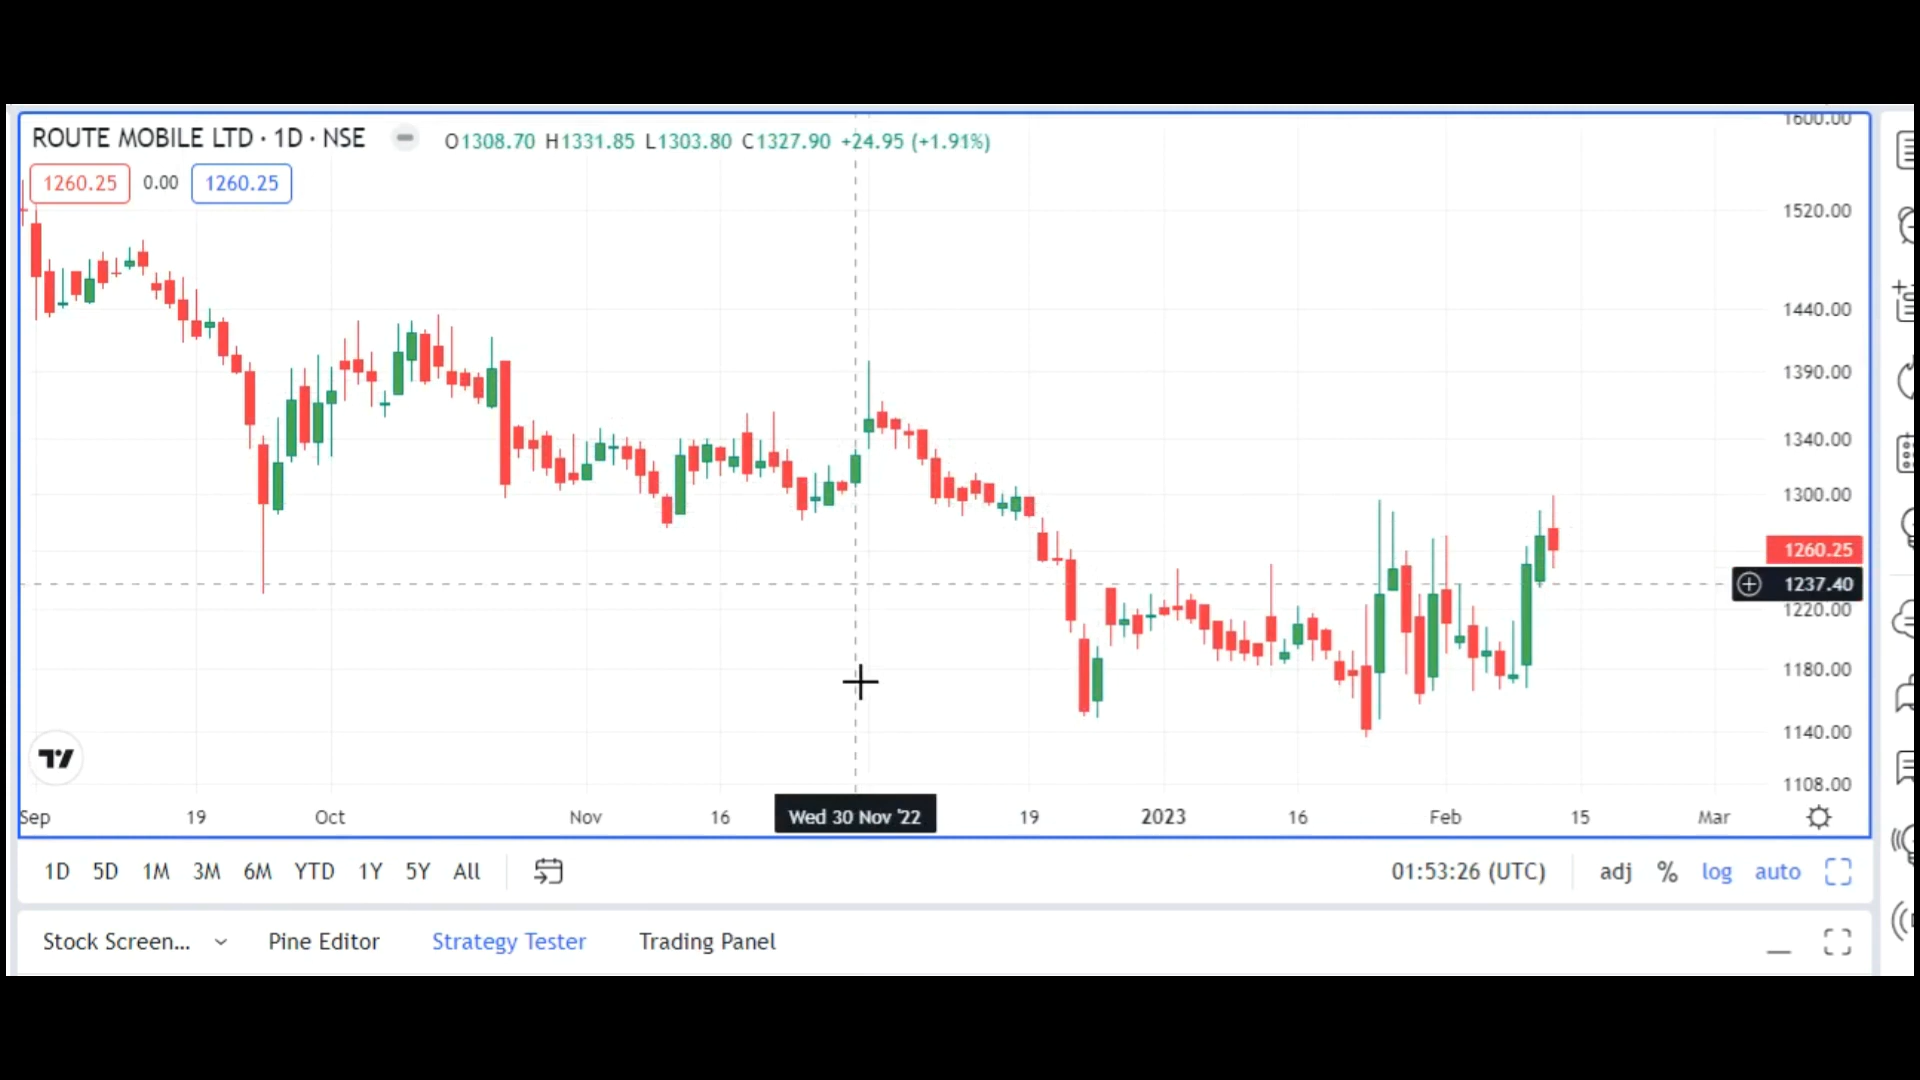 ROUTE MOBILE LTD · 1D · NSE
O1308.70 H1331.85 L1303.80 C1327.90 +24.95 (+1.91%)
1260.25 0.00 1260.25
1600.00
1520.00
1440.00
1390.00
1340.00
1300.00
1260.25
1237.40
1220.00
1180.00
1140.00
1108.00
Sep 19 Oct Nov 16 Wed 30 Nov '22 19 2023 16 Feb 15 Mar
1D 5D 1M 3M 6M YTD 1Y 5Y All 01:53:26 (UTC) adj % log auto
Stock Screen... Pine Editor Strategy Tester Trading Panel